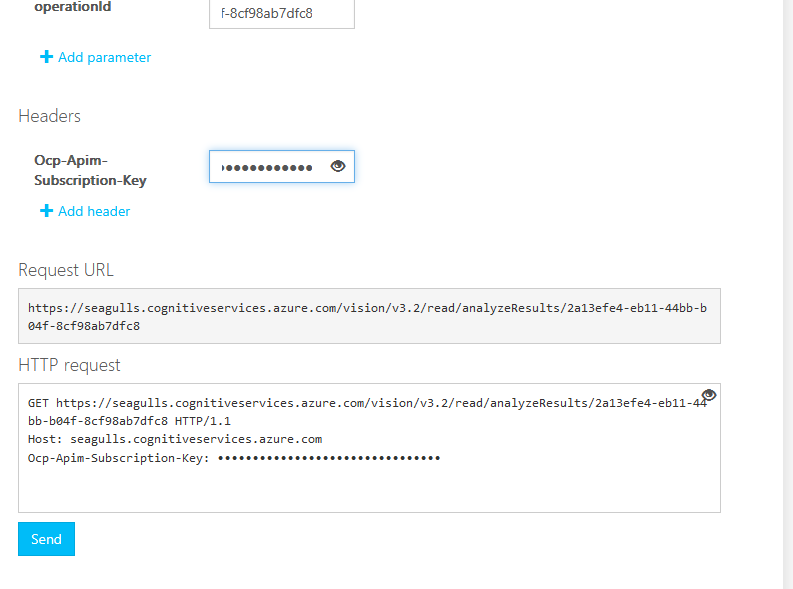 operationId
f-8cf98ab7dfc8
Add parameter
Headers
Ocp-Apim-
Subscription-Key
••••••••••••
Add header
Request URL
https://seagulls.cognitiveservices.azure.com/vision/v3.2/read/analyzeResults/2a13efe4-eb11-44bb-b
04f-8cf98ab7dfc8
HTTP request
GET https://seagulls.cognitiveservices.azure.com/vision/v3.2/read/analyzeResults/2a13efe4-eb11-44
bb-b04f-8cf98ab7dfc8 HTTP/1.1
Host: seagulls.cognitiveservices.azure.com
Ocp-Apim-Subscription-Key: ••••••••••••••••••••••••••••••••
Send